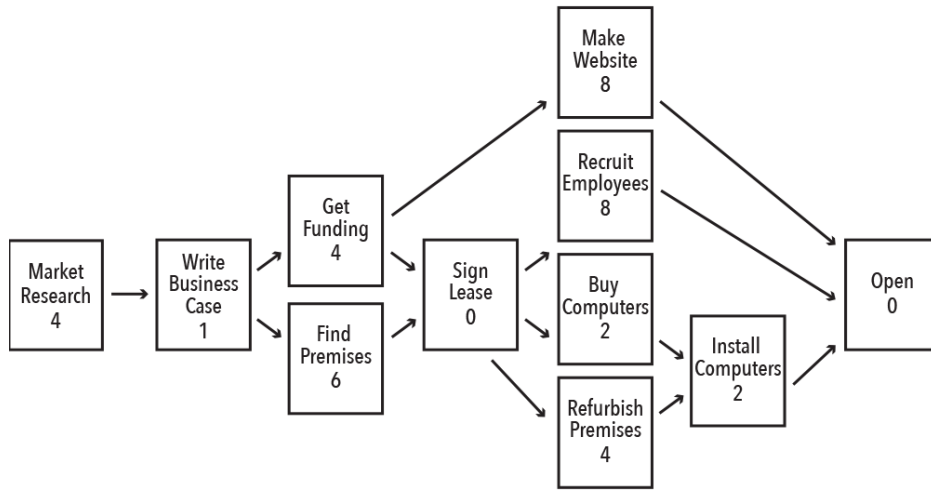 Market
Research
4
Write
Business
Case
1
Get
Funding
4
Find
Premises
6
Sign
Lease
0
Make
Website
8
Recruit
Employees
8
Buy
Computers
2
Refurbish
Premises
4
Install
Computers
2
Open
0